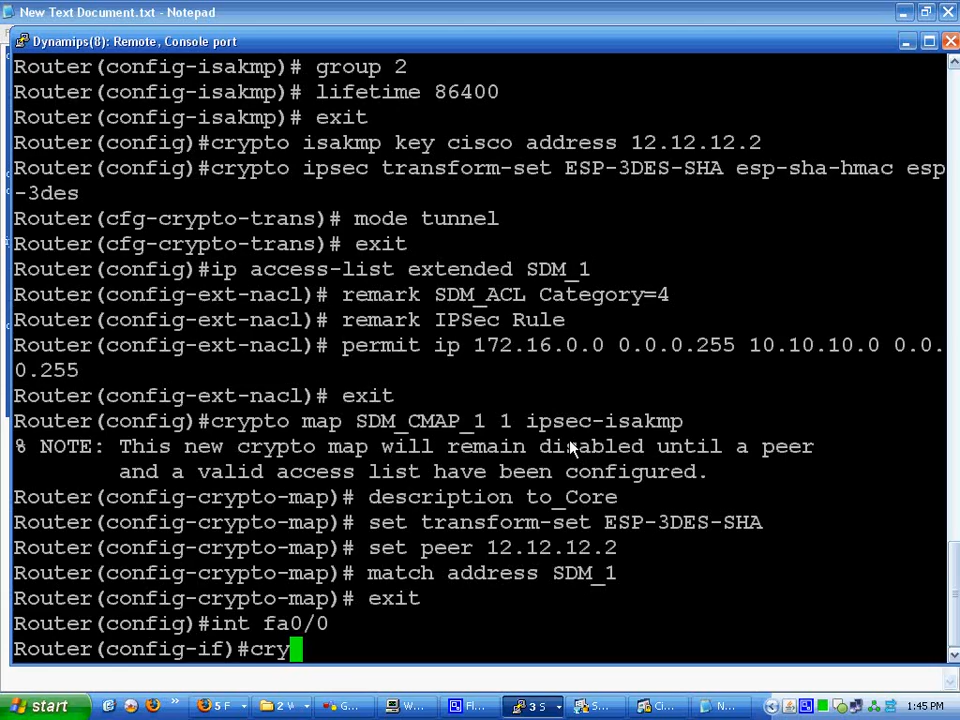 New Text Document.txt - Notepad
Dynamips(8): Remote, Console port
Router(config-isakmp)# group 2
Router(config-isakmp)# lifetime 86400
Router(config-isakmp)# exit
Router(config)#crypto isakmp key cisco address 12.12.12.2
Router(config)#crypto ipsec transform-set ESP-3DES-SHA esp-sha-hmac esp
-3des
Router(cfg-crypto-trans)# mode tunnel
Router(cfg-crypto-trans)# exit
Router(config)#ip access-list extended SDM_1
Router(config-ext-nacl)# remark SDM_ACL Category=4
Router(config-ext-nacl)# remark IPSec Rule
Router(config-ext-nacl)# permit ip 172.16.0.0 0.0.0.255 10.10.10.0 0.0.
0.255
Router(config-ext-nacl)# exit
Router(config)#crypto map SDM_CMAP_1 1 ipsec-isakmp
% NOTE: This new crypto map will remain disabled until a peer
and a valid access list have been configured.
Router(config-crypto-map)# description to_Core
Router(config-crypto-map)# set transform-set ESP-3DES-SHA
Router(config-crypto-map)# set peer 12.12.12.2
Router(config-crypto-map)# match address SDM_1
Router(config-crypto-map)# exit
Router(config)#int fa0/0
Router(config-if)#cry
start » 5 F 2 \ G... W... Fl... 3 S S... Ci... N... 1:45 PM